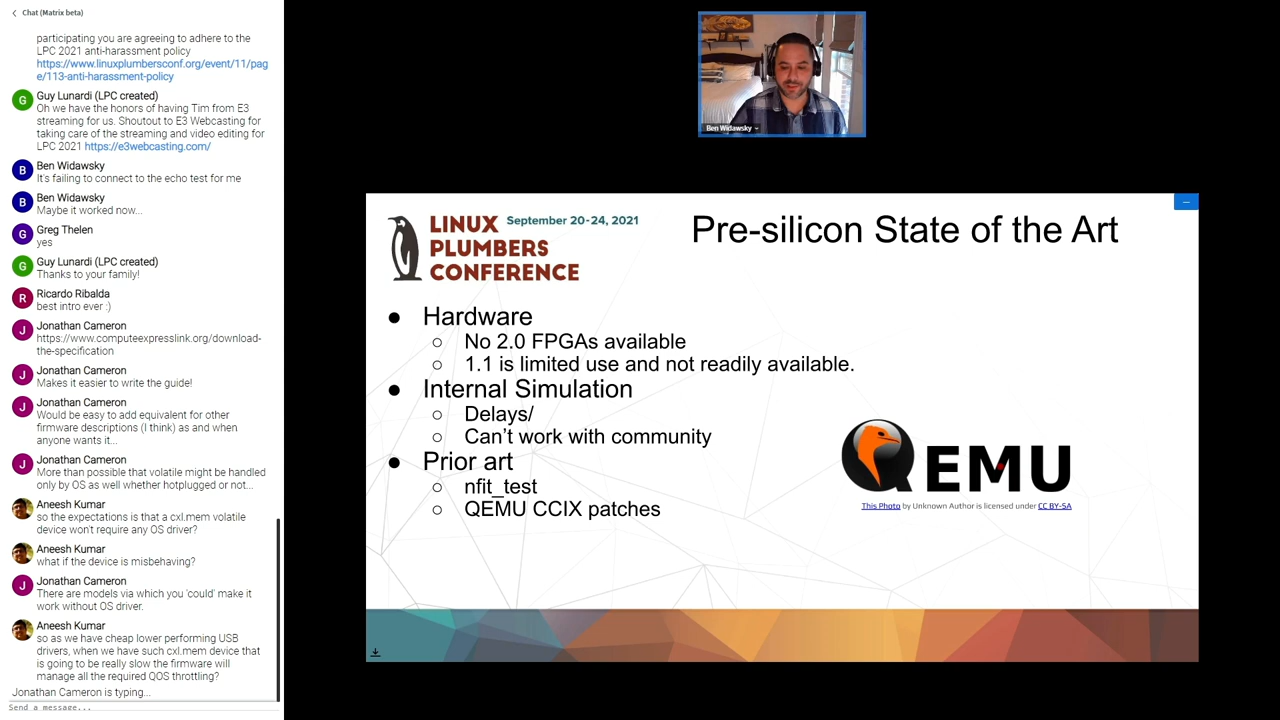 Chat (Matrix beta)
participating you are agreeing to adhere to the
LPC 2021 anti-harassment policy
https://www.linuxplumbersconf.org/event/11/pag
e/113-anti-harassment-policy
G
Guy Lunardi (LPC created)
Oh we have the honors of having Tim from E3
streaming for us. Shoutout to E3 Webcasting for
taking care of the streaming and video editing for
LPC 2021 https://e3webcasting.com/
B
Ben Widawsky
It's failing to connect to the echo test for me
B
Ben Widawsky
Maybe it worked now...
G
Greg Thelen
yes
G
Guy Lunardi (LPC created)
Thanks to your family!
R
Ricardo Ribalda
best intro ever :)
J
Jonathan Cameron
https://www.computeexpresslink.org/download-
the-specification
J
Jonathan Cameron
Makes it easier to write the guide!
J
Jonathan Cameron
Would be easy to add equivalent for other
firmware descriptions (I think) as and when
anyone wants it...
J
Jonathan Cameron
More than possible that volatile might be handled
only by OS as well whether hotplugged or not...
Aneesh Kumar
so the expectations is that a cxl.mem volatile
device won't require any OS driver?
Aneesh Kumar
what if the device is misbehaving?
J
Jonathan Cameron
There are models via which you 'could' make it
work without OS driver.
Aneesh Kumar
so as we have cheap lower performing USB
drivers, when we have such cxl.mem device that
is going to be really slow the firmware will
manage all the required QOS throttling?
Jonathan Cameron is typing...
Send a message...
Ben Widawsky
LINUX September 20-24, 2021
PLUMBERS
CONFERENCE
Pre-silicon State of the Art
● Hardware
○ No 2.0 FPGAs available
○ 1.1 is limited use and not readily available.
● Internal Simulation
○ Delays/
○ Can't work with community
● Prior art
○ nfit_test
○ QEMU CCIX patches
QEMU
This Photo by Unknown Author is licensed under CC BY-SA